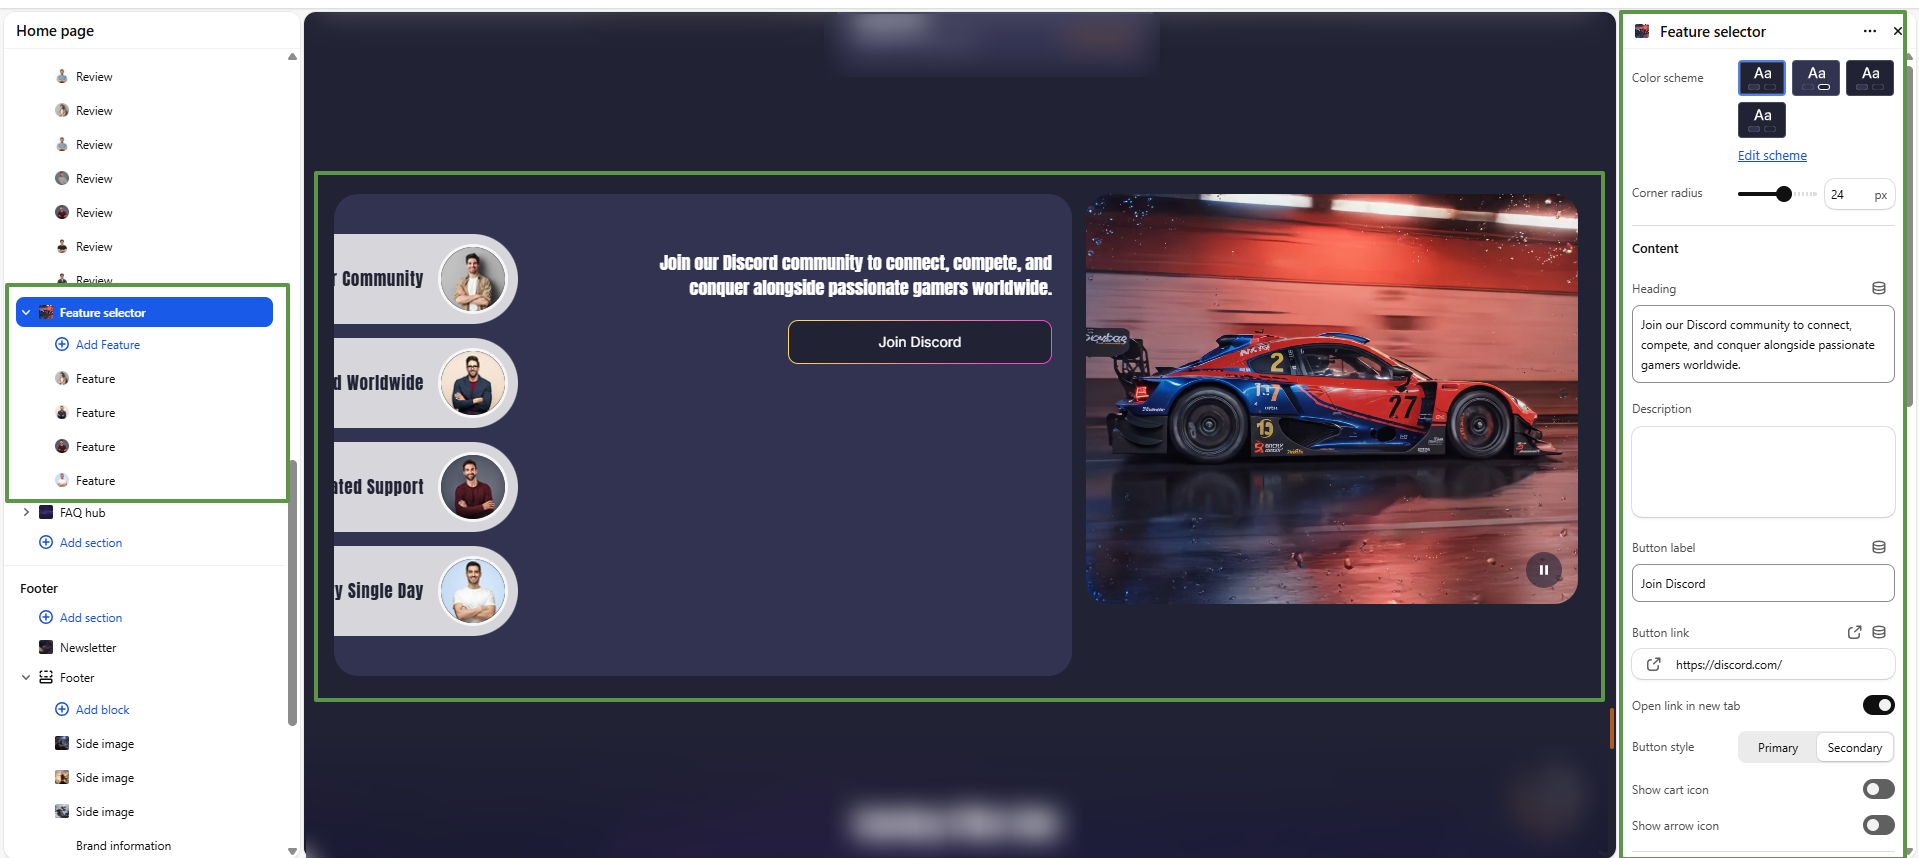 Home page
Review
Review
Review
Review
Review
Review
Review
Feature selector
Add Feature
Feature
Feature
Feature
Feature
FAQ hub
Add section
Footer
Add section
Newsletter
Footer
Add block
Side image
Side image
Side image
Brand information
r Community
d Worldwide
ated Support
y Single Day
Join our Discord community to connect, compete, and
conquer alongside passionate gamers worldwide.
Join Discord
2
27
Feature selector
Color scheme
Aa
Aa
Aa
Aa
Edit scheme
Corner radius
24
px
Content
Heading
Join our Discord community to connect,
compete, and conquer alongside passionate
gamers worldwide.
Description
Button label
Join Discord
Button link
https://discord.com/
Open link in new tab
Button style
Primary
Secondary
Show cart icon
Show arrow icon